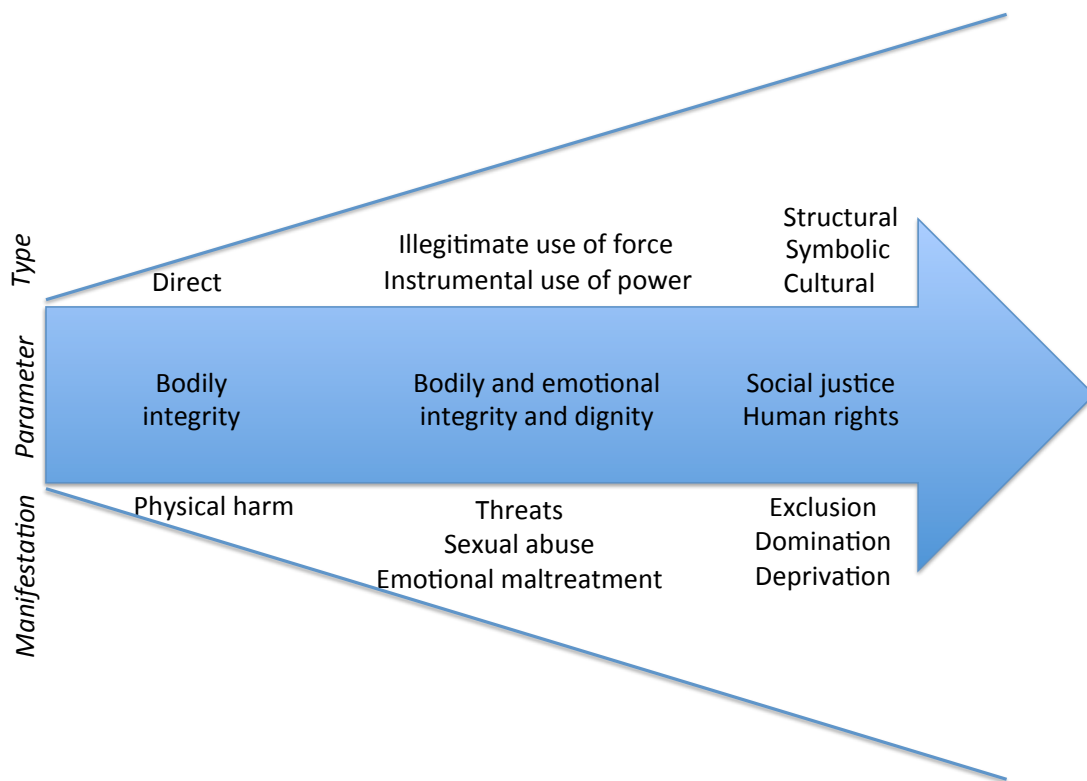 Type
Direct
Illegitimate use of force
Instrumental use of power
Structural
Symbolic
Cultural
Parameter
Bodily
integrity
Bodily and emotional
integrity and dignity
Social justice
Human rights
Manifestation
Physical harm
Threats
Sexual abuse
Emotional maltreatment
Exclusion
Domination
Deprivation